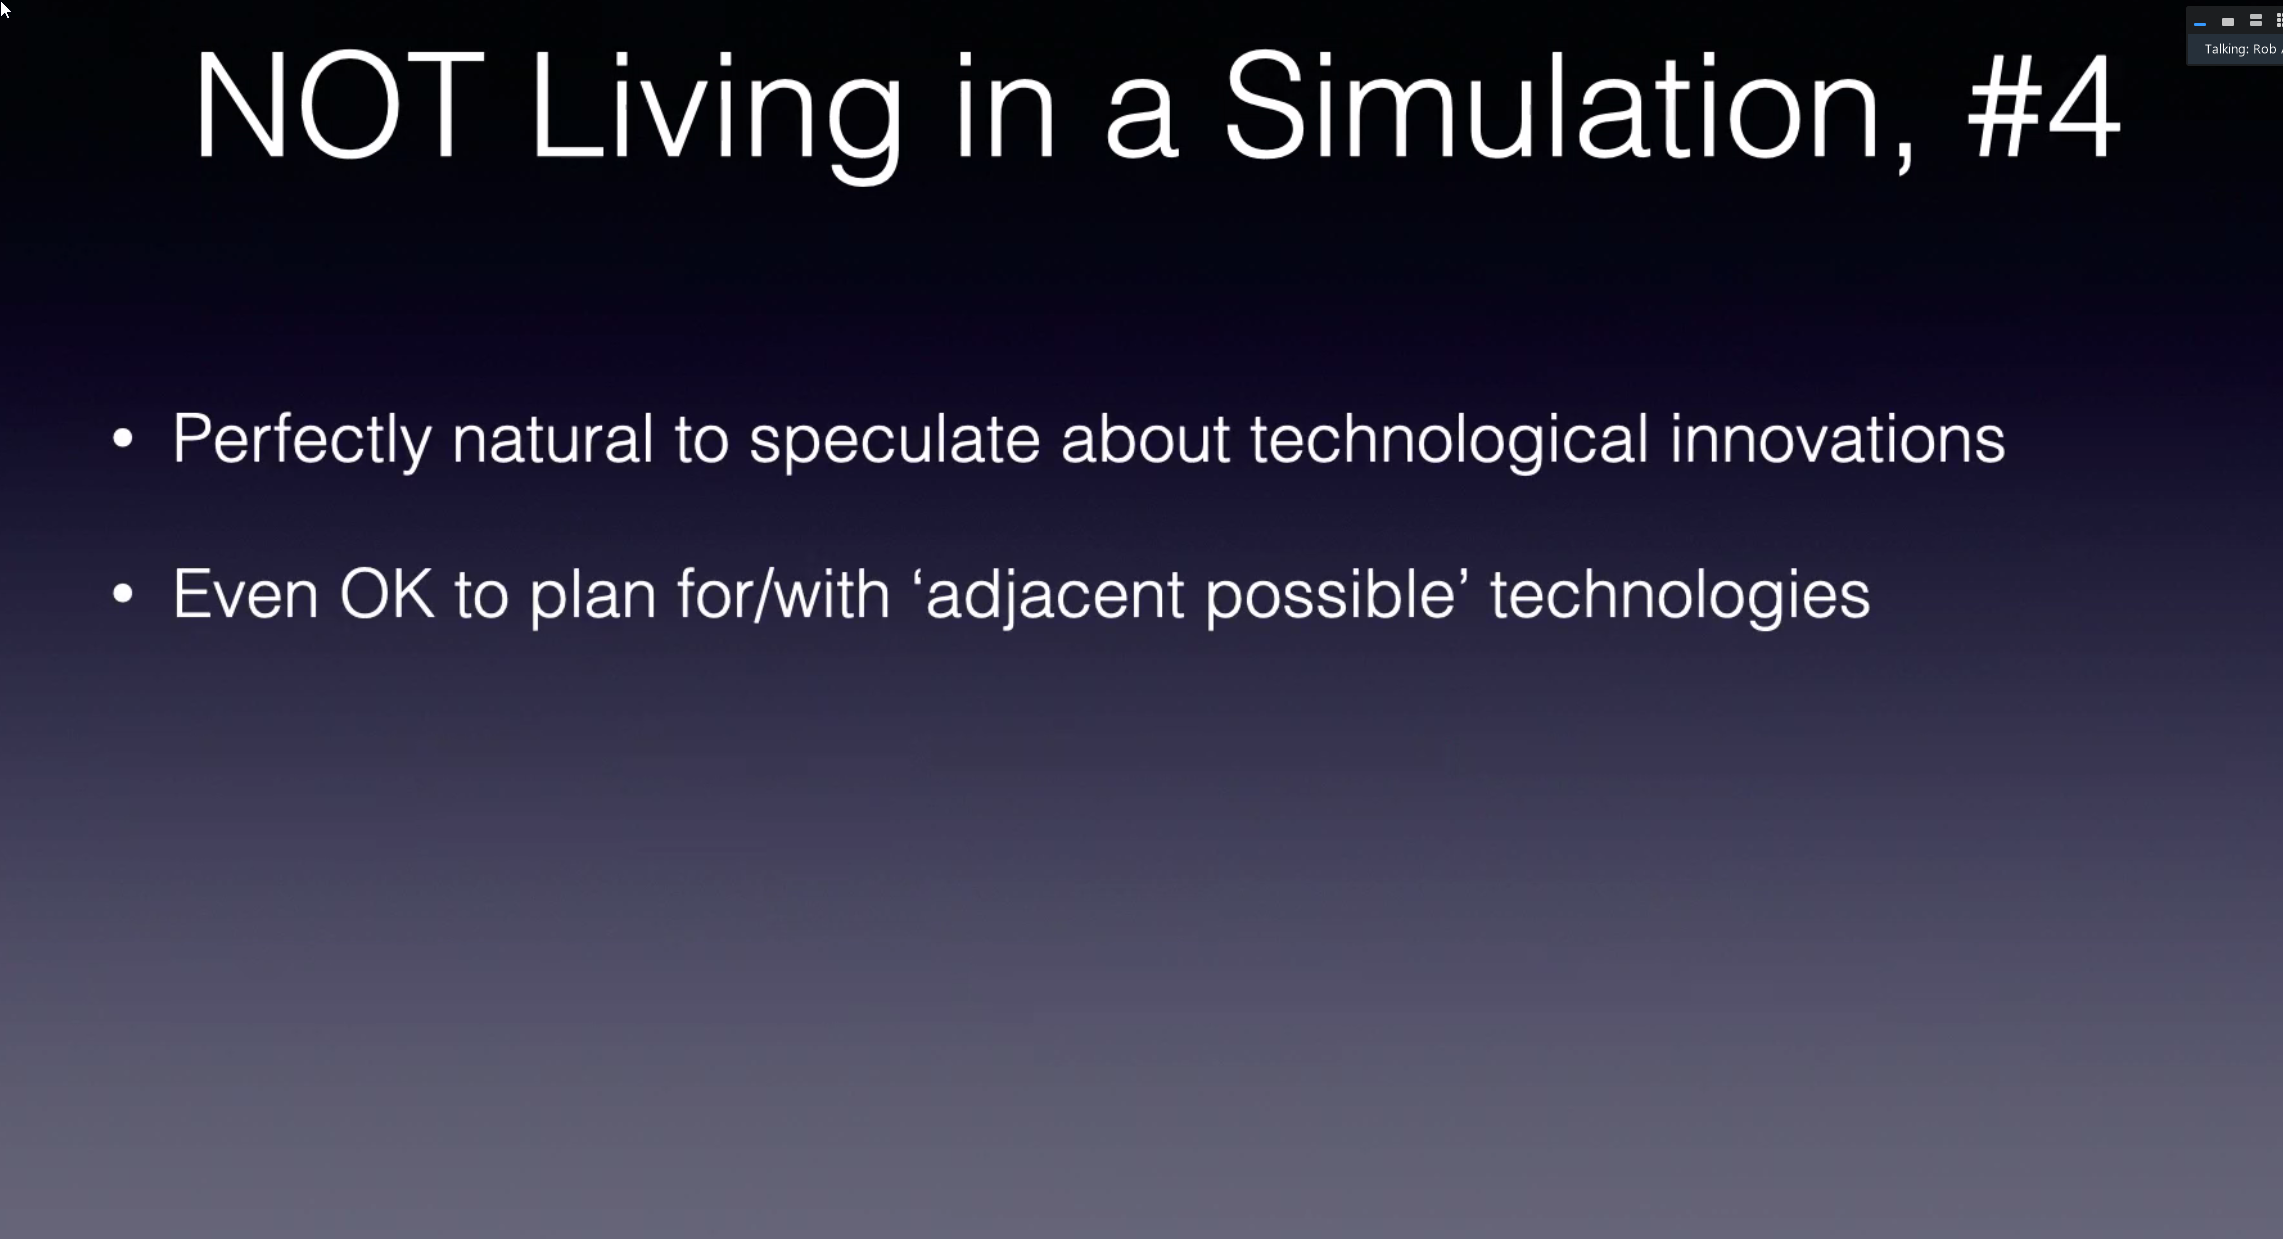 NOT Living in a Simulation, #4
Talking: Rob
• Perfectly natural to speculate about technological innovations
• Even OK to plan for/with ‘adjacent possible’ technologies